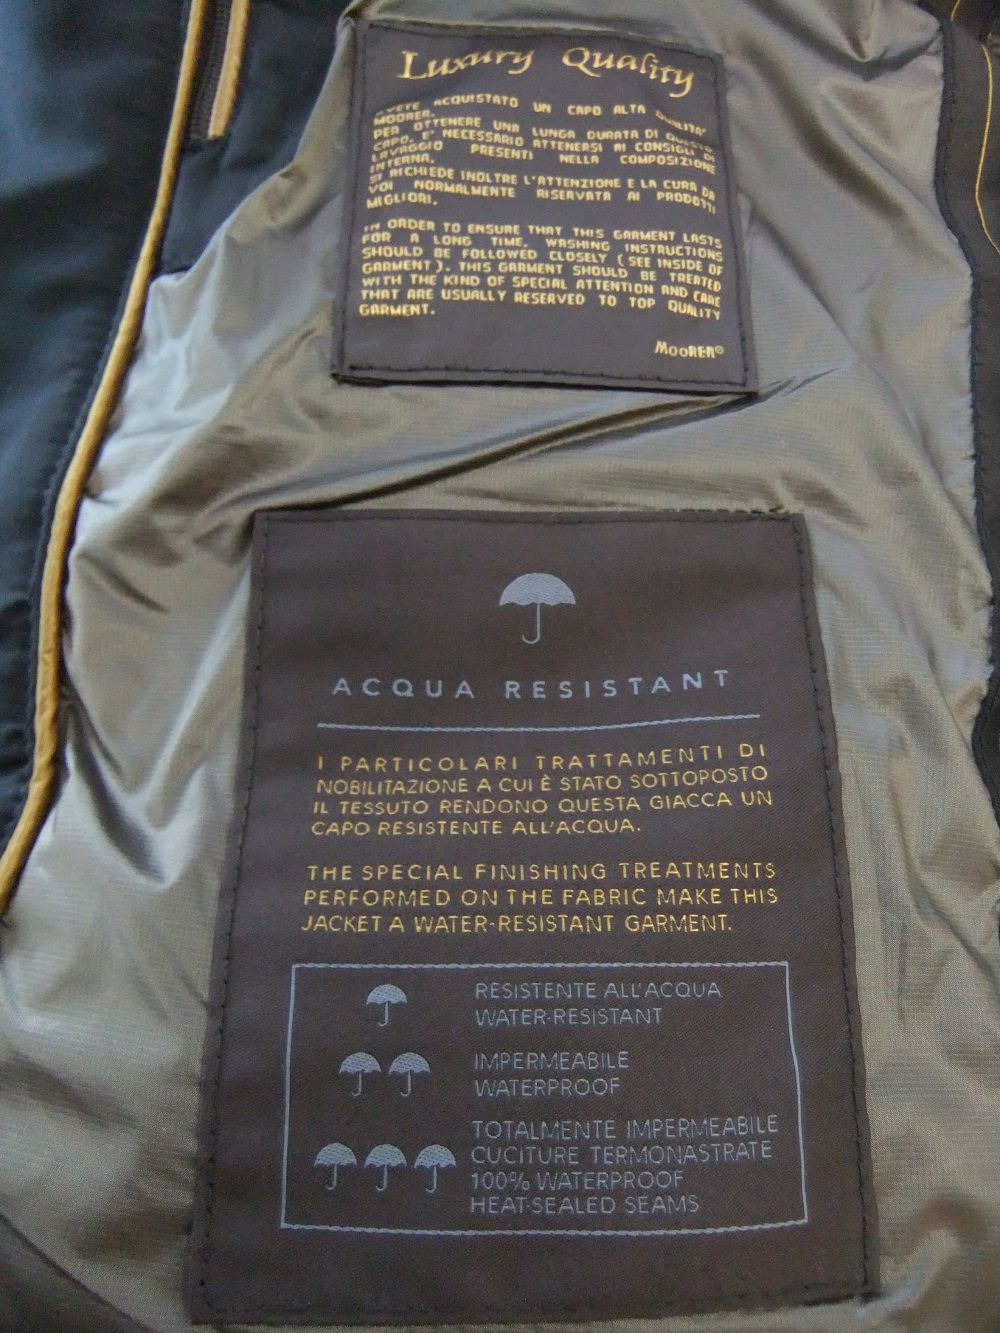 Luxury Quality
AVETE ACQUISTATO UN CAPO ALTA QUALITA'
MOORER.
PER OTTENERE UNA LUNGA DURATA DI QUESTO
CAPO, E' NECESSARIO ATTENERSI AI CONSIGLI DI
LAVAGGIO PRESENTI NELLA COMPOSIZIONE
INTERNA.
SI RICHIEDE INOLTRE L'ATTENZIONE E LA CURA DA
VOI NORMALMENTE RISERVATA AI PRODOTTI
MIGLIORI.
IN ORDER TO ENSURE THAT THIS GARMENT LASTS
FOR A LONG TIME, WASHING INSTRUCTIONS
SHOULD BE FOLLOWED CLOSELY (SEE INSIDE OF
GARMENT). THIS GARMENT SHOULD BE TREATED
WITH THE KIND OF SPECIAL ATTENTION AND CARE
THAT ARE USUALLY RESERVED TO TOP QUALITY
GARMENT.
MOORER®
ACQUA RESISTANT
I PARTICOLARI TRATTAMENTI DI
NOBILITAZIONE A CUI È STATO SOTTOPOSTO
IL TESSUTO RENDONO QUESTA GIACCA UN
CAPO RESISTENTE ALL'ACQUA.
THE SPECIAL FINISHING TREATMENTS
PERFORMED ON THE FABRIC MAKE THIS
JACKET A WATER-RESISTANT GARMENT.
RESISTENTE ALL'ACQUA
WATER-RESISTANT
IMPERMEABILE
WATERPROOF
TOTALMENTE IMPERMEABILE
CUCITURE TERMONASTRATE
100% WATERPROOF
HEAT-SEALED SEAMS